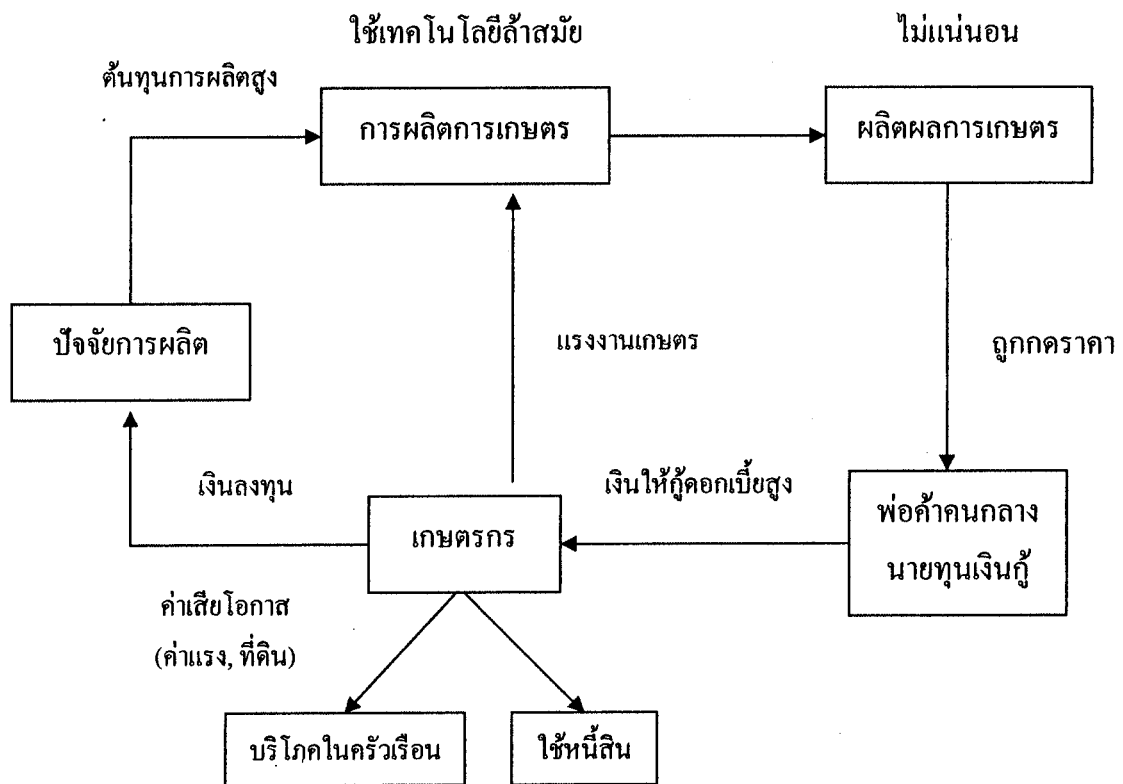 ใช้เทคโนโลยีล้าสมัย
ไม่แน่นอน
ต้นทุนการผลิตสูง
การผลิตการเกษตร
ผลิตผลการเกษตร
ปัจจัยการผลิต
แรงงานเกษตร
ถูกกดราคา
เงินลงทุน
เงินให้กู้ดอกเบี้ยสูง
พ่อค้าคนกลาง
นายทุนเงินกู้
เกษตรกร
ค่าเสียโอกาส
(ค่าแรง, ที่ดิน)
บริโภคในครัวเรือน
ใช้หนี้สิน